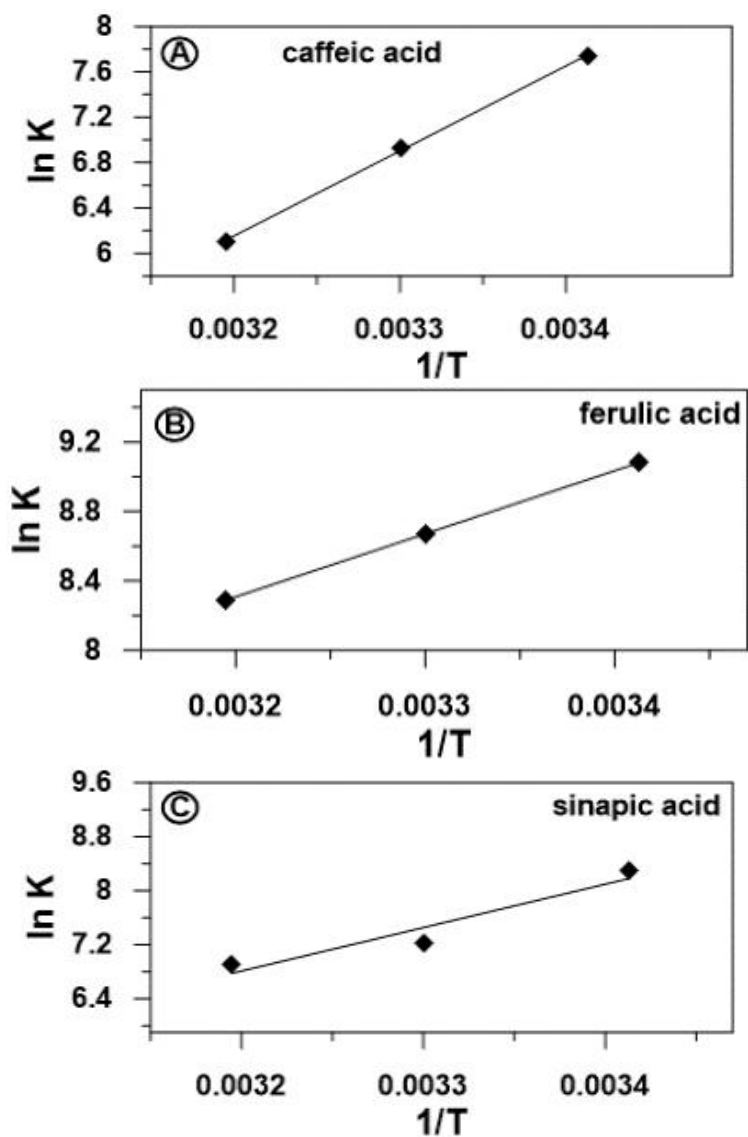 A
caffeic acid
8
7.6
7.2
6.8
6.4
6
ln K
0.0032
0.0033
0.0034
1/T
B
ferulic acid
9.2
8.8
8.4
8
ln K
0.0032
0.0033
0.0034
1/T
C
sinapic acid
9.6
8.8
8
7.2
6.4
ln K
0.0032
0.0033
0.0034
1/T